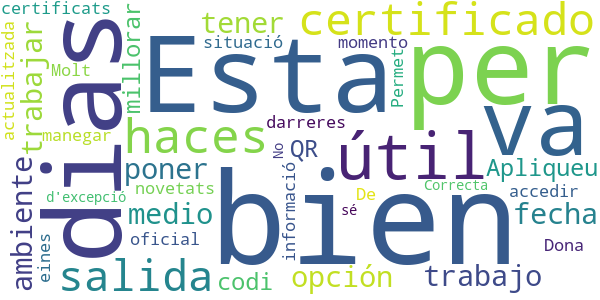 certificats
tener
certificado
actualitzada
trabajar
Molt
millorar
situació
momento
Permet
Esta
per
dias
manegar
haces
darreres
No
QR
útil
va
ambiente
poner
Apliqueu
d'excepció
novetats
informació
De
Correcta
accedir
medio
sé
fecha
eines
oficial
Dona
salida
codi
bien
opción
trabajo